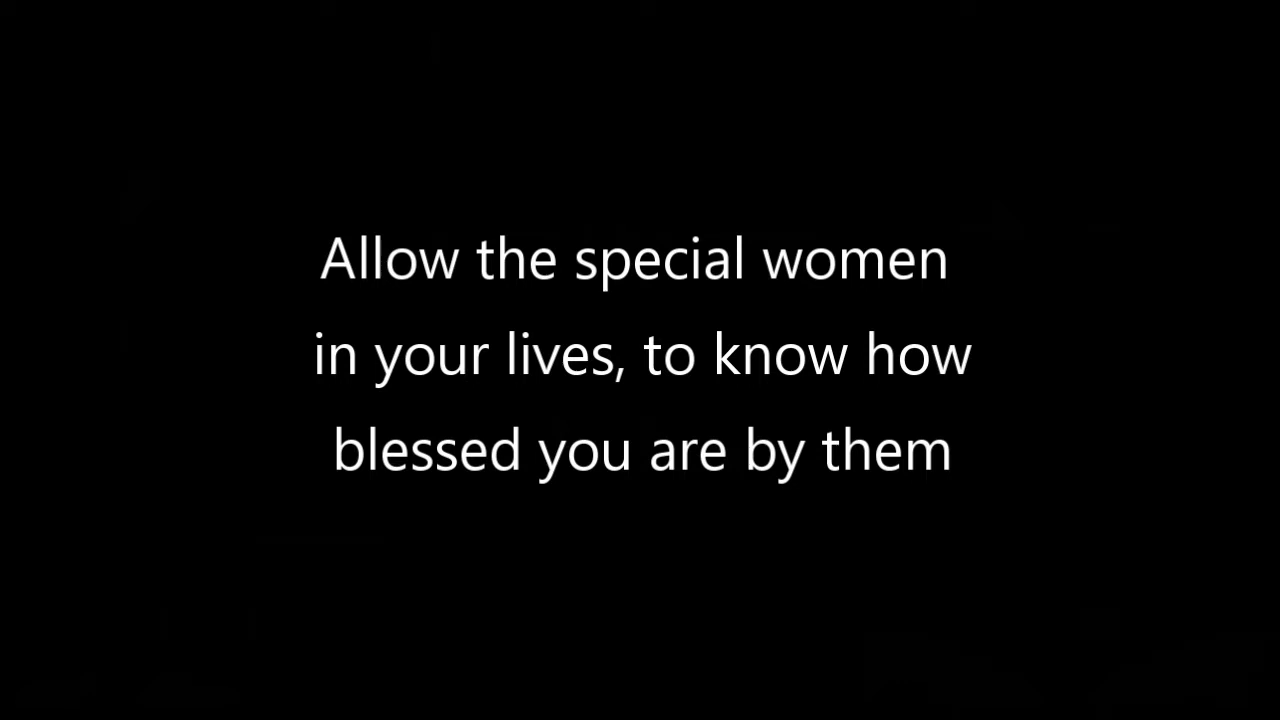 Allow the special women
in your lives, to know how
blessed you are by them